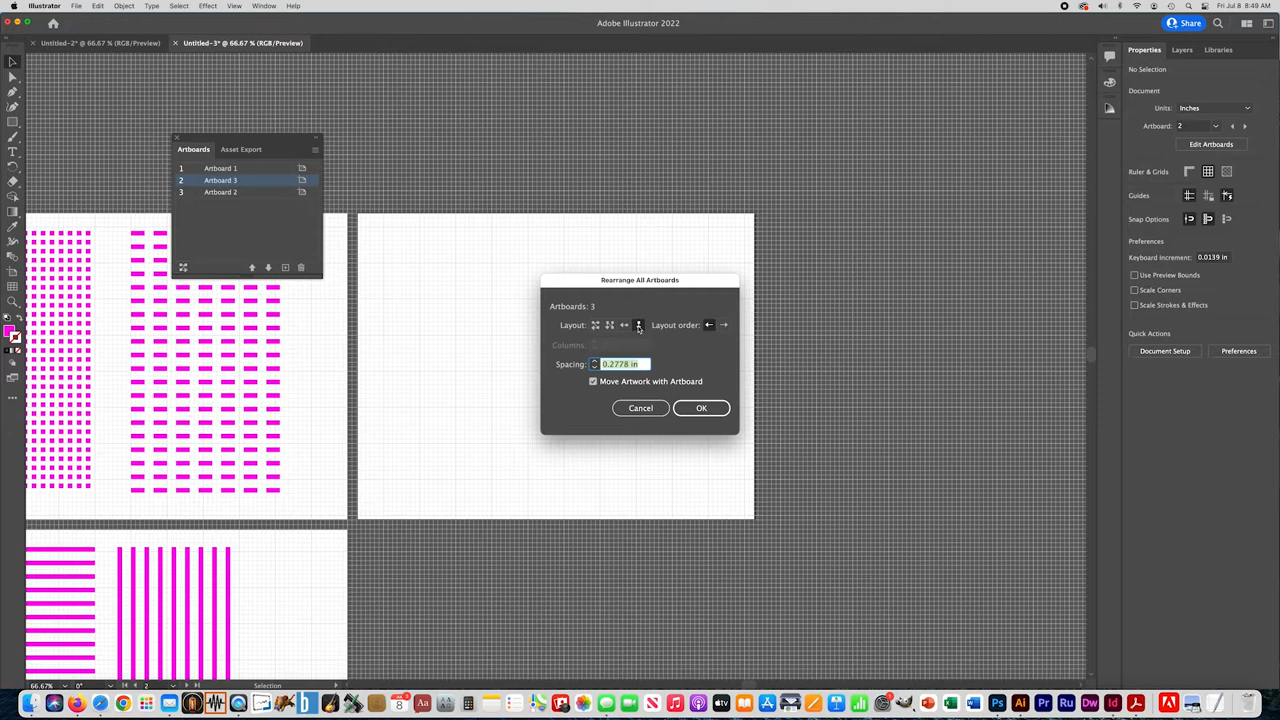 Illustrator File Edit Object Type Select Effect View Window Help
Fri Jul 8 8:49 AM
Adobe Illustrator 2022
Share
Untitled-2* @ 66.67 % (RGB/Preview)
Untitled-3* @ 66.67 % (RGB/Preview)
Artboards Asset Export
1 Artboard 1
2 Artboard 3
3 Artboard 2
Rearrange All Artboards
Artboards: 3
Layout: Layout order:
Columns:
Spacing: 0.2778 in
Move Artwork with Artboard
Cancel OK
Properties Layers Libraries
No Selection
Document
Units: Inches
Artboard: 2
Edit Artboards
Ruler & Grids
Guides
Snap Options
Preferences
Keyboard Increment: 0.0139 in
Use Preview Bounds
Scale Corners
Scale Strokes & Effects
Quick Actions
Document Setup Preferences
66.67% 0° 2 Selection